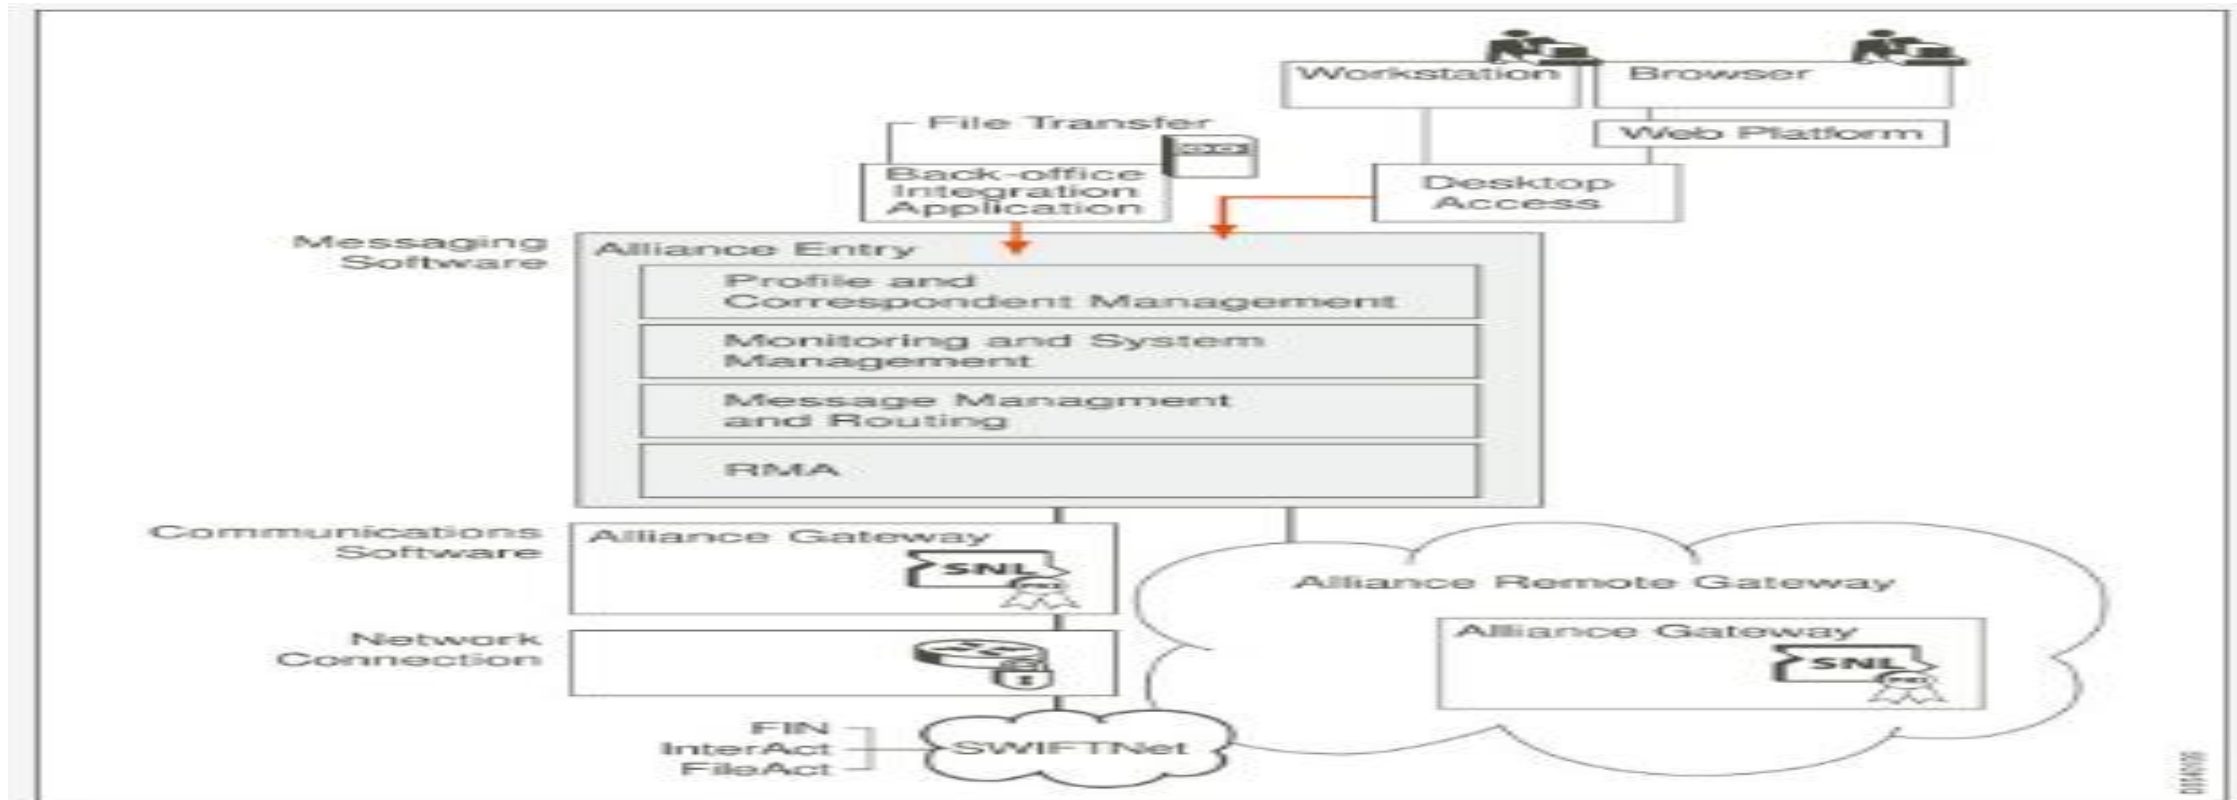 Workstation
Browser
File Transfer
Web Platform
Back-office
Integration
Application
Desktop
Access
Messaging
Software
Alliance Entry
Profile and
Correspondent Management
Monitoring and System
Management
Message Managment
and Routing
RMA
Communications
Software
Alliance Gateway
SNL
Alliance Remote Gateway
Network
Connection
Alliance Gateway
SNL
FIN
InterAct
FileAct
SWIFTNet